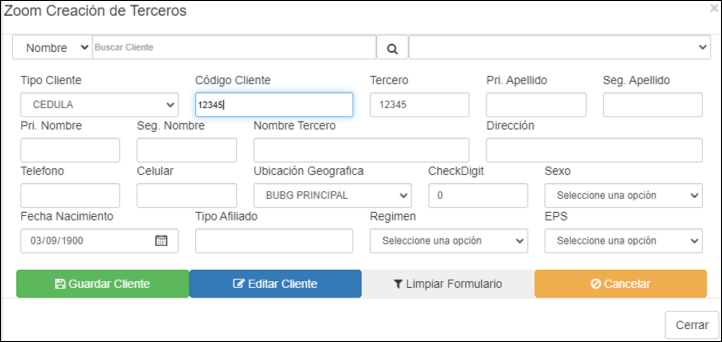 Zoom Creación de Terceros ×
Nombre Buscar Cliente
Tipo Cliente Código Cliente Tercero Pri. Apellido Seg. Apellido
CEDULA 12345 12345
Pri. Nombre Seg. Nombre Nombre Tercero Dirección
Telefono Celular Ubicación Geografica CheckDigit Sexo
BUBG PRINCIPAL 0 Seleccione una opción
Fecha Nacimiento Tipo Afiliado Regimen EPS
03/09/1900 Seleccione una opción Seleccione una opción
Guardar Cliente Editar Cliente Limpiar Formulario Cancelar
Cerrar